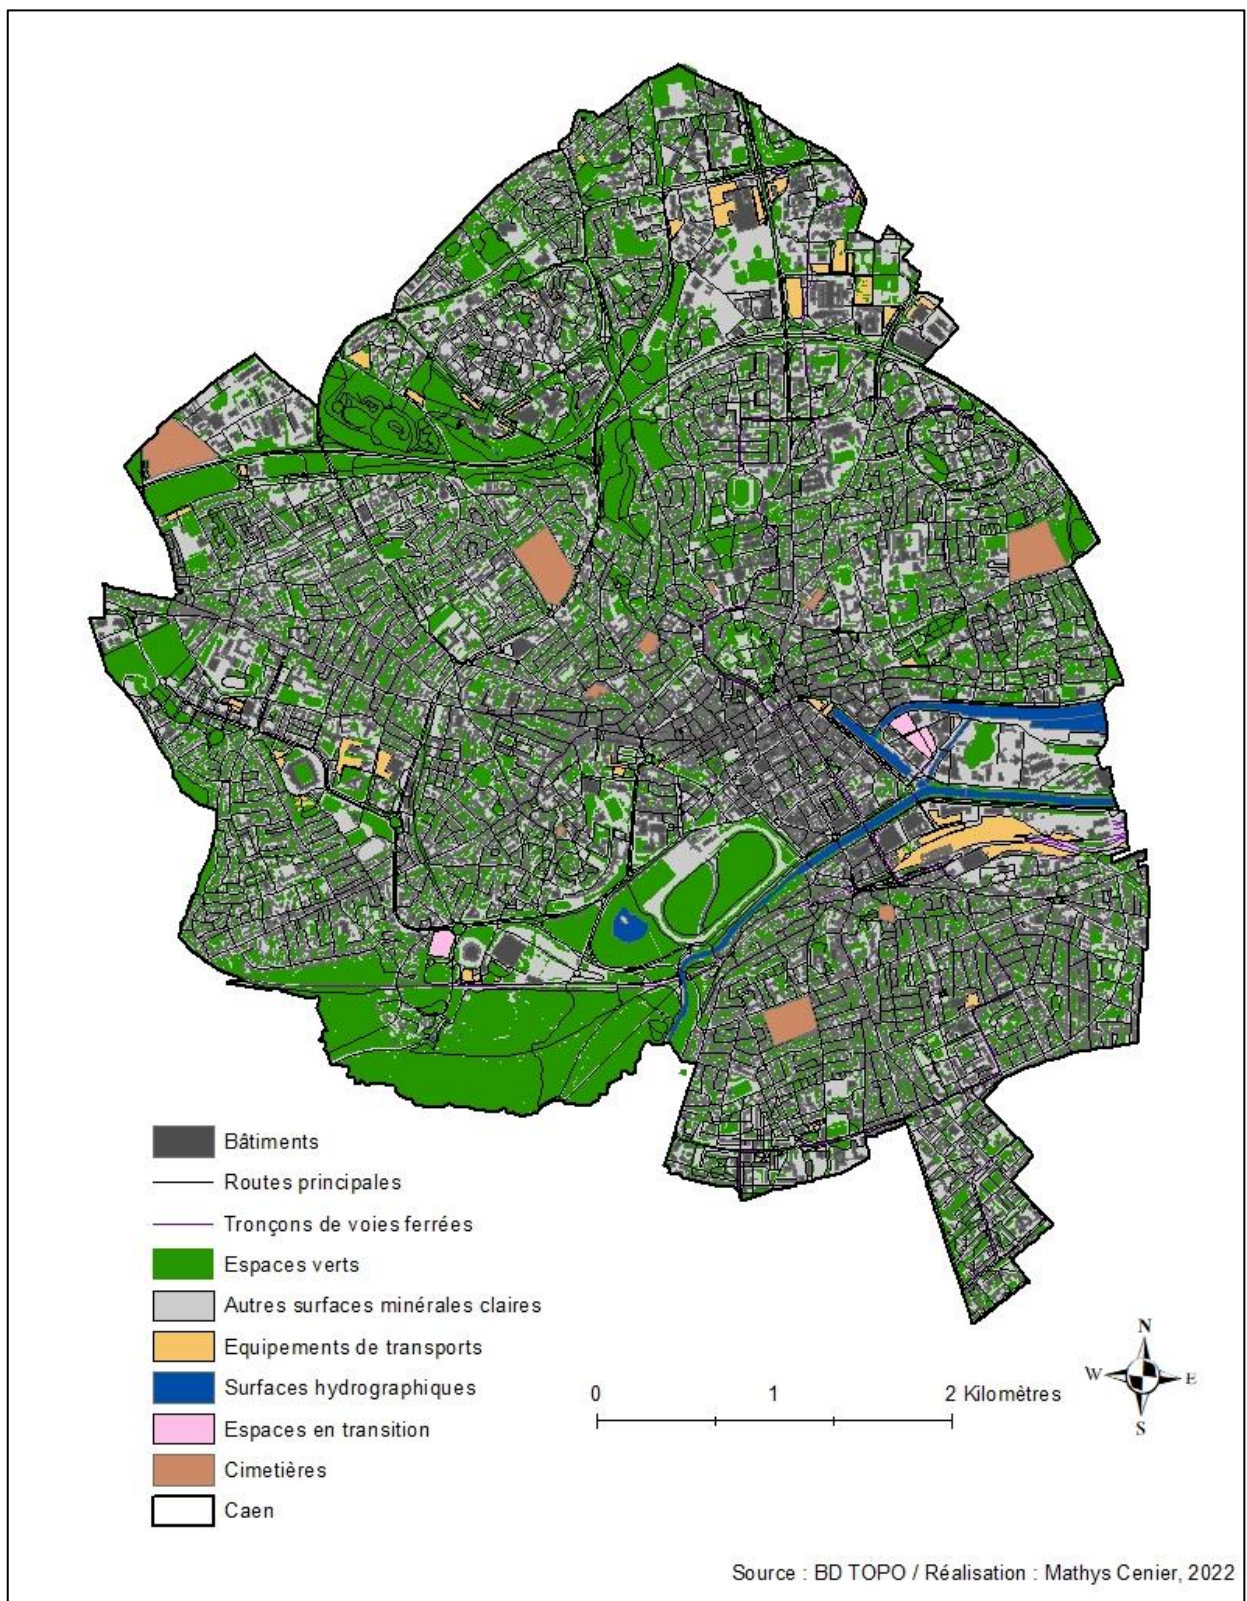 Bâtiments
Routes principales
Tronçons de voies ferrées
Espaces verts
Autres surfaces minérales claires
Equipements de transports
Surfaces hydrographiques
Espaces en transition
Cimetières
Caen
0 1 2 Kilomètres
N
W E
S
Source : BD TOPO / Réalisation : Mathys Cenier, 2022